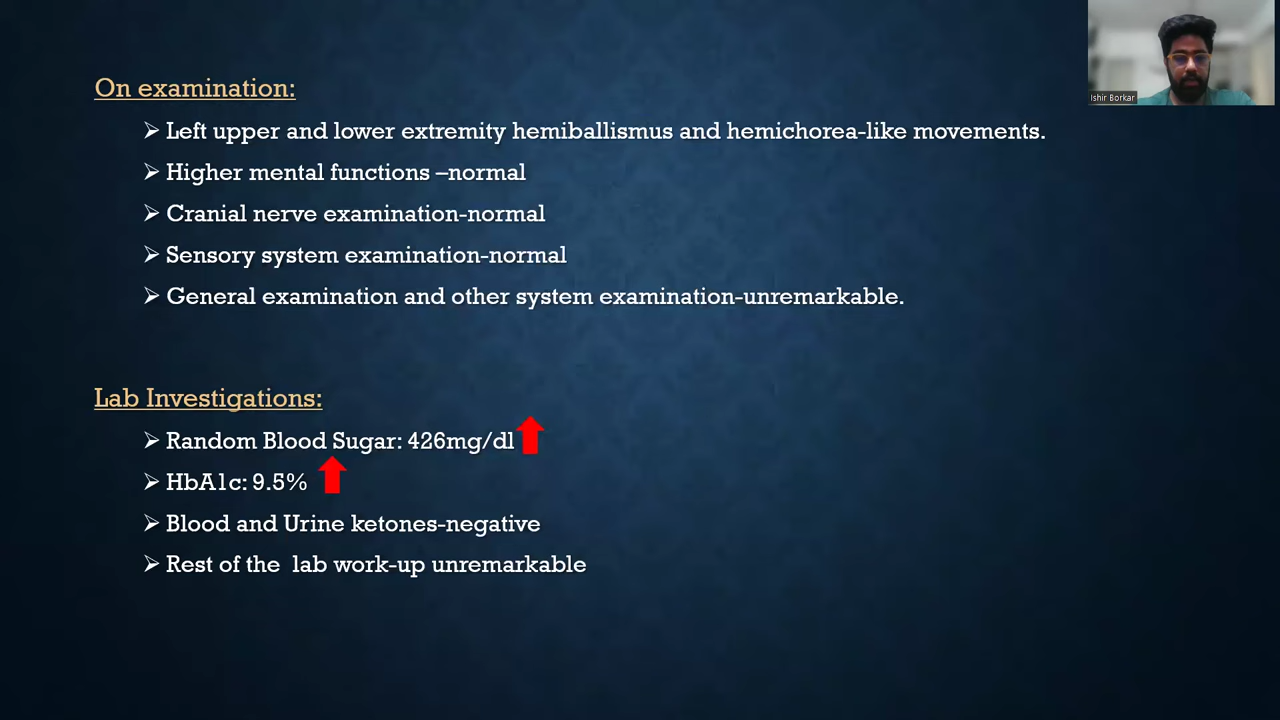 Ishir Borkar
On examination:
➢ Left upper and lower extremity hemiballismus and hemichorea-like movements.
➢ Higher mental functions –normal
➢ Cranial nerve examination-normal
➢ Sensory system examination-normal
➢ General examination and other system examination-unremarkable.
Lab Investigations:
➢ Random Blood Sugar: 426mg/dl
➢ HbA1c: 9.5%
➢ Blood and Urine ketones-negative
➢ Rest of the  lab work-up unremarkable